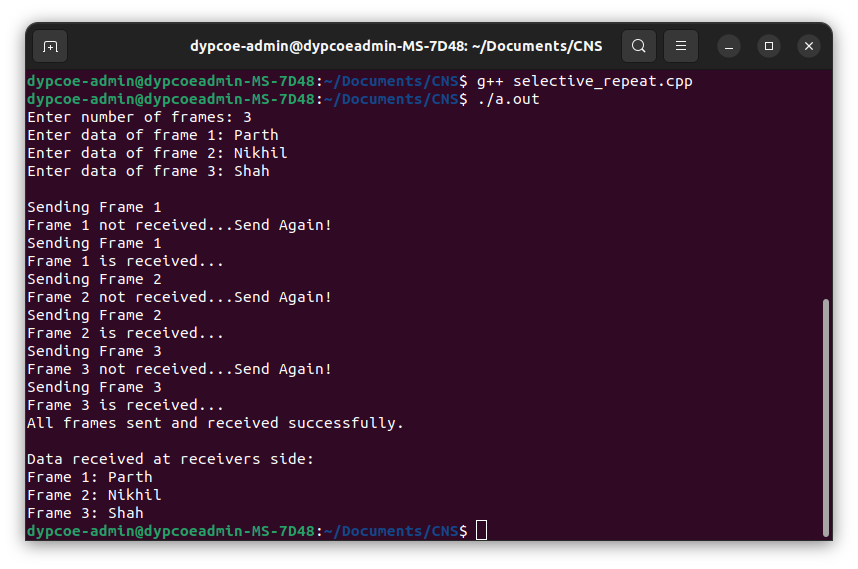 dypcoe-admin@dypcoeadmin-MS-7D48: ~/Documents/CNS
dypcoe-admin@dypcoeadmin-MS-7D48:~/Documents/CNS$ g++ selective_repeat.cpp
dypcoe-admin@dypcoeadmin-MS-7D48:~/Documents/CNS$ ./a.out
Enter number of frames: 3
Enter data of frame 1: Parth
Enter data of frame 2: Nikhil
Enter data of frame 3: Shah
Sending Frame 1
Frame 1 not received...Send Again!
Sending Frame 1
Frame 1 is received...
Sending Frame 2
Frame 2 not received...Send Again!
Sending Frame 2
Frame 2 is received...
Sending Frame 3
Frame 3 not received...Send Again!
Sending Frame 3
Frame 3 is received...
All frames sent and received successfully.
Data received at receivers side:
Frame 1: Parth
Frame 2: Nikhil
Frame 3: Shah
dypcoe-admin@dypcoeadmin-MS-7D48:~/Documents/CNS$